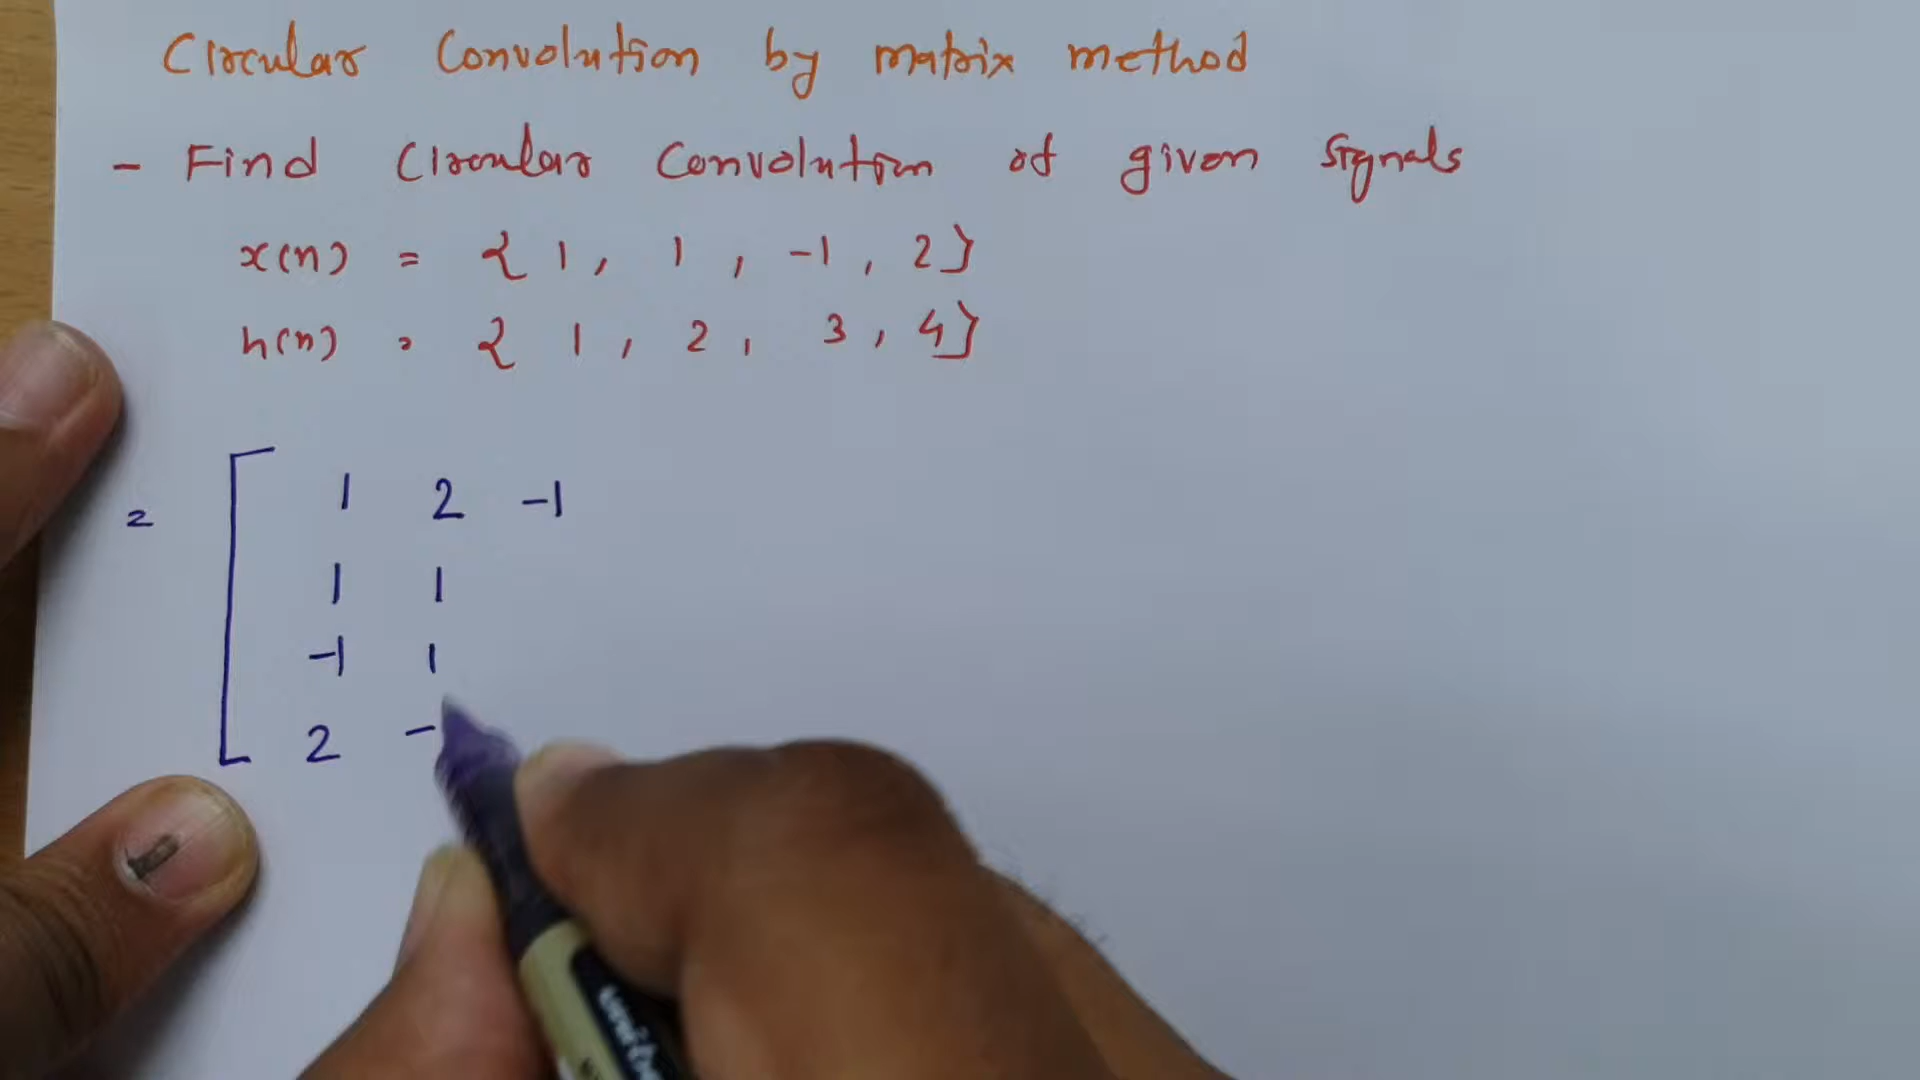 Circular Convolution by matrix method
- Find Circular Convolution of given signals
x(n) = { 1, 1, -1, 2}
h(n) = { 1, 2, 3, 4}
= [ 1 2 -1
1 1
-1 1
2 -
uni